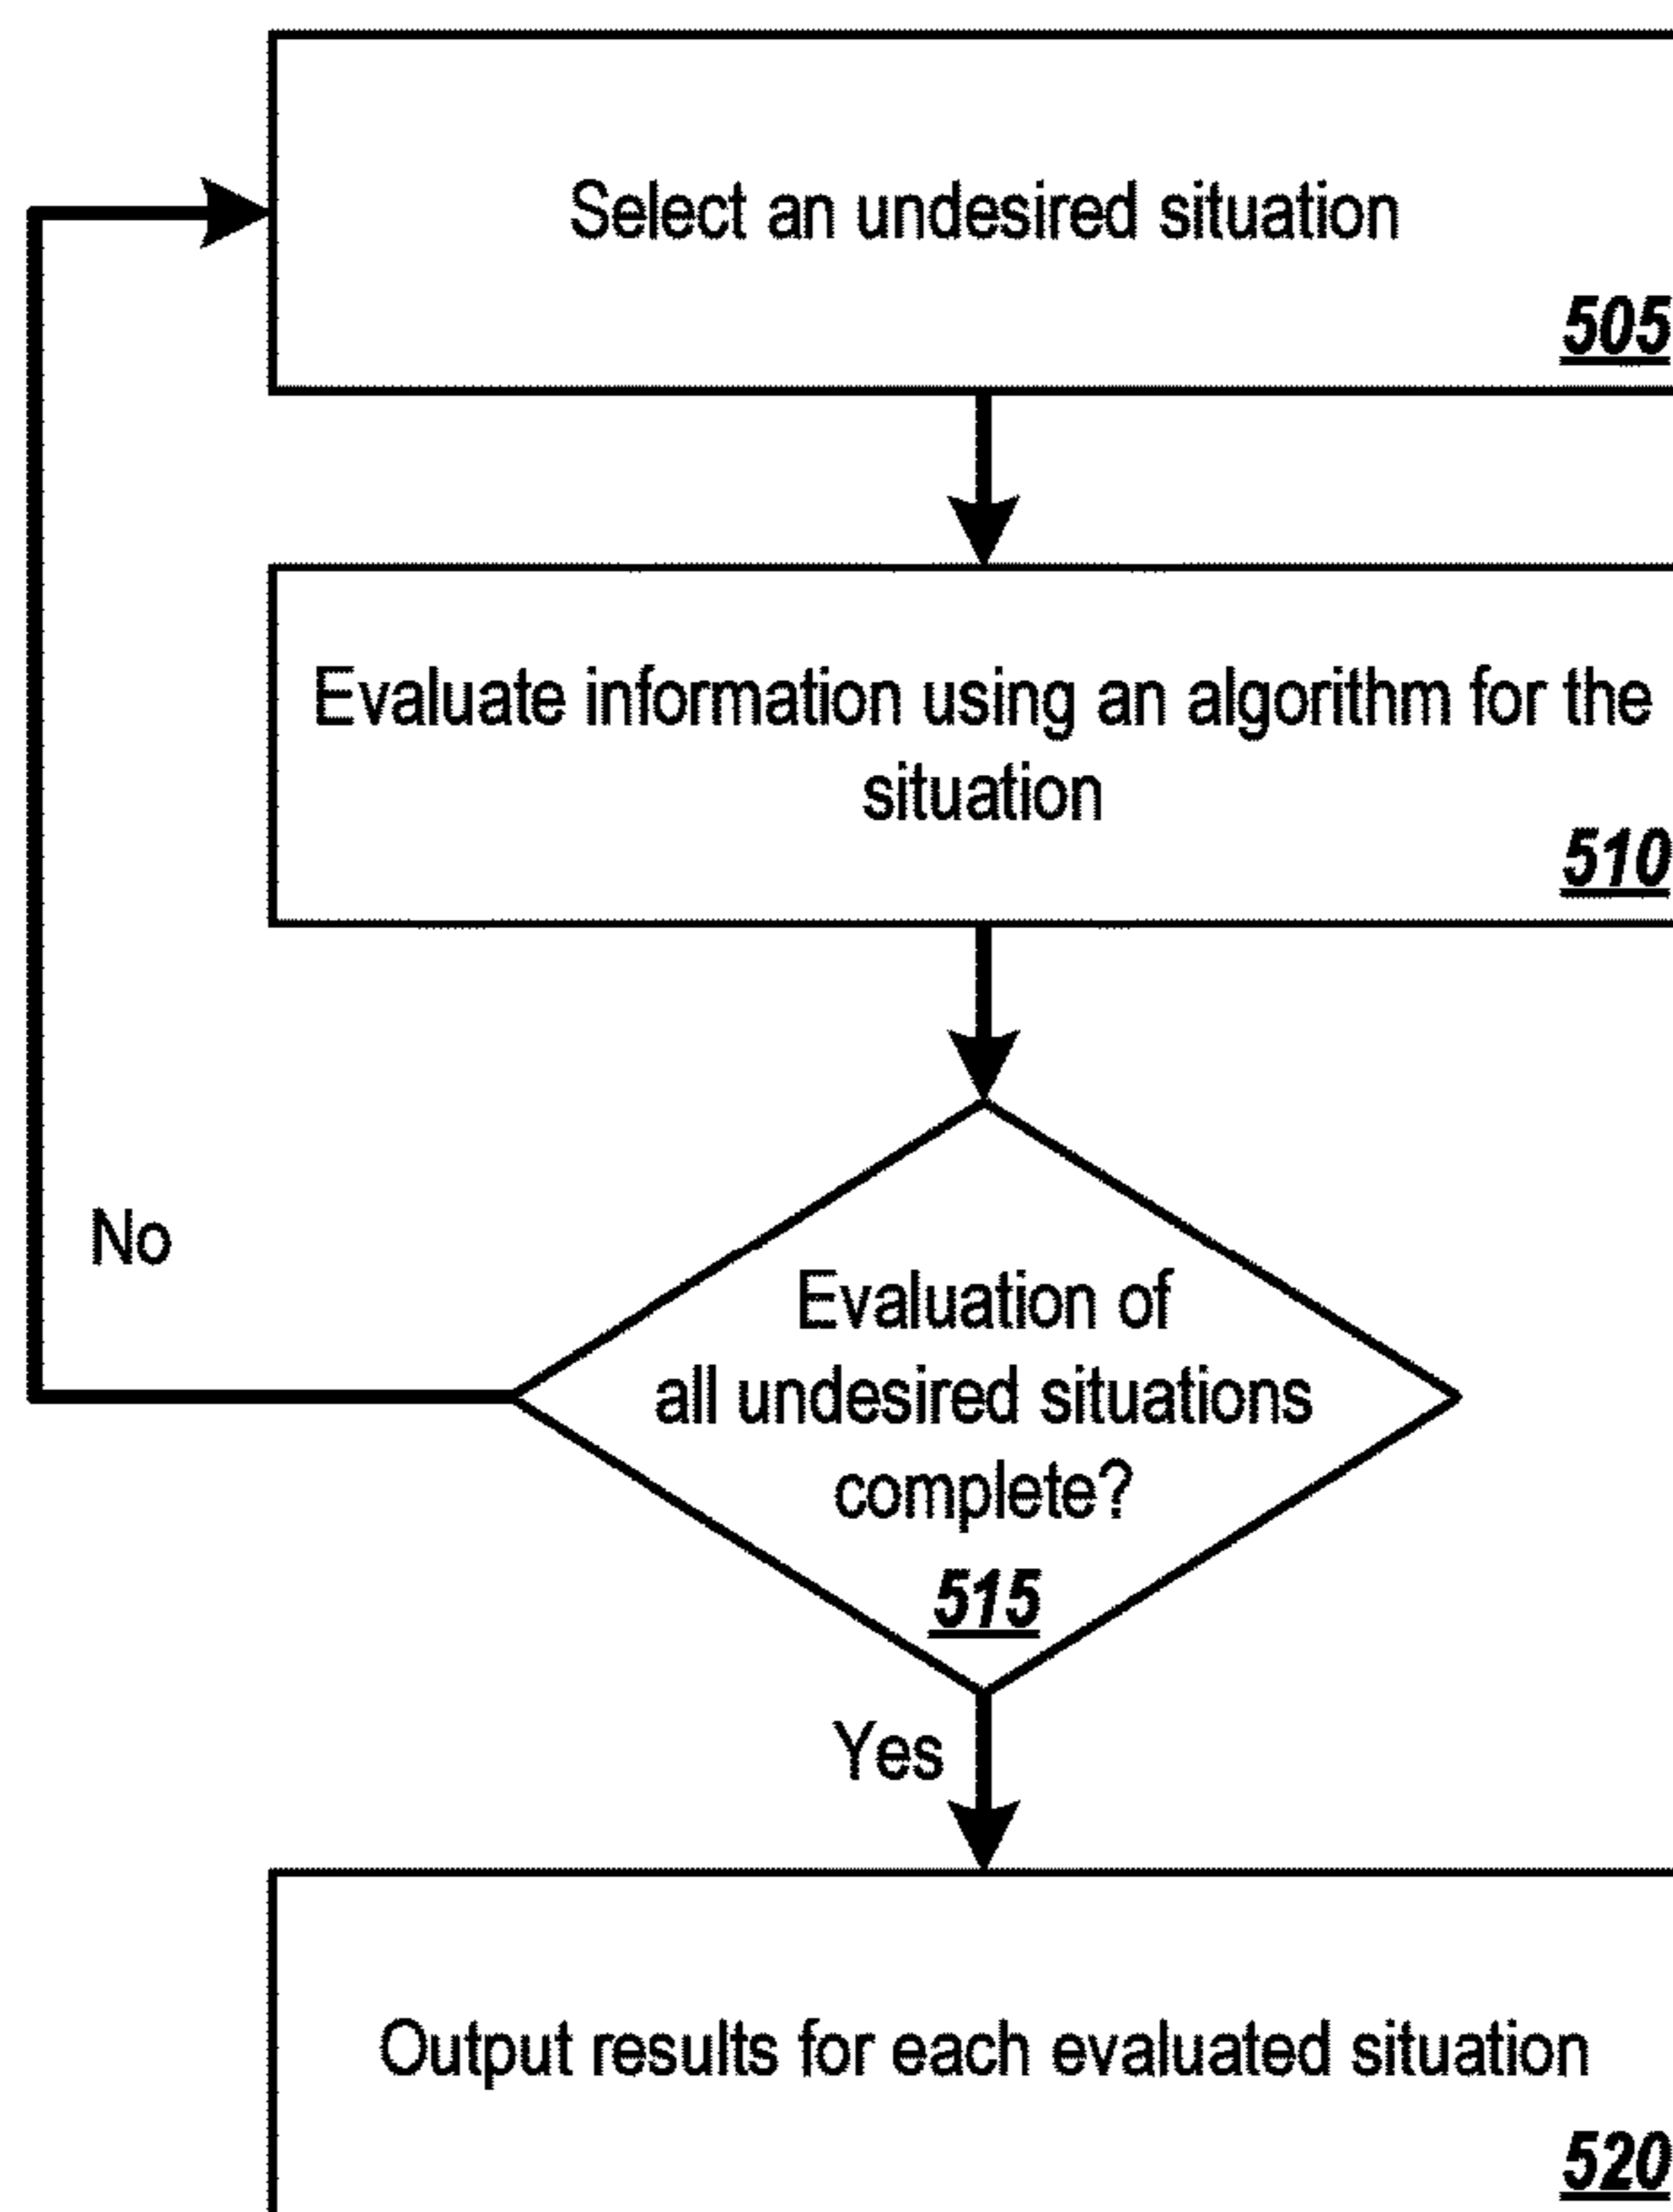 Select an undesired situation
505
Evaluate information using an algorithm for the
situation
510
No
Evaluation of
all undesired situations
complete?
515
Yes
Output results for each evaluated situation
520